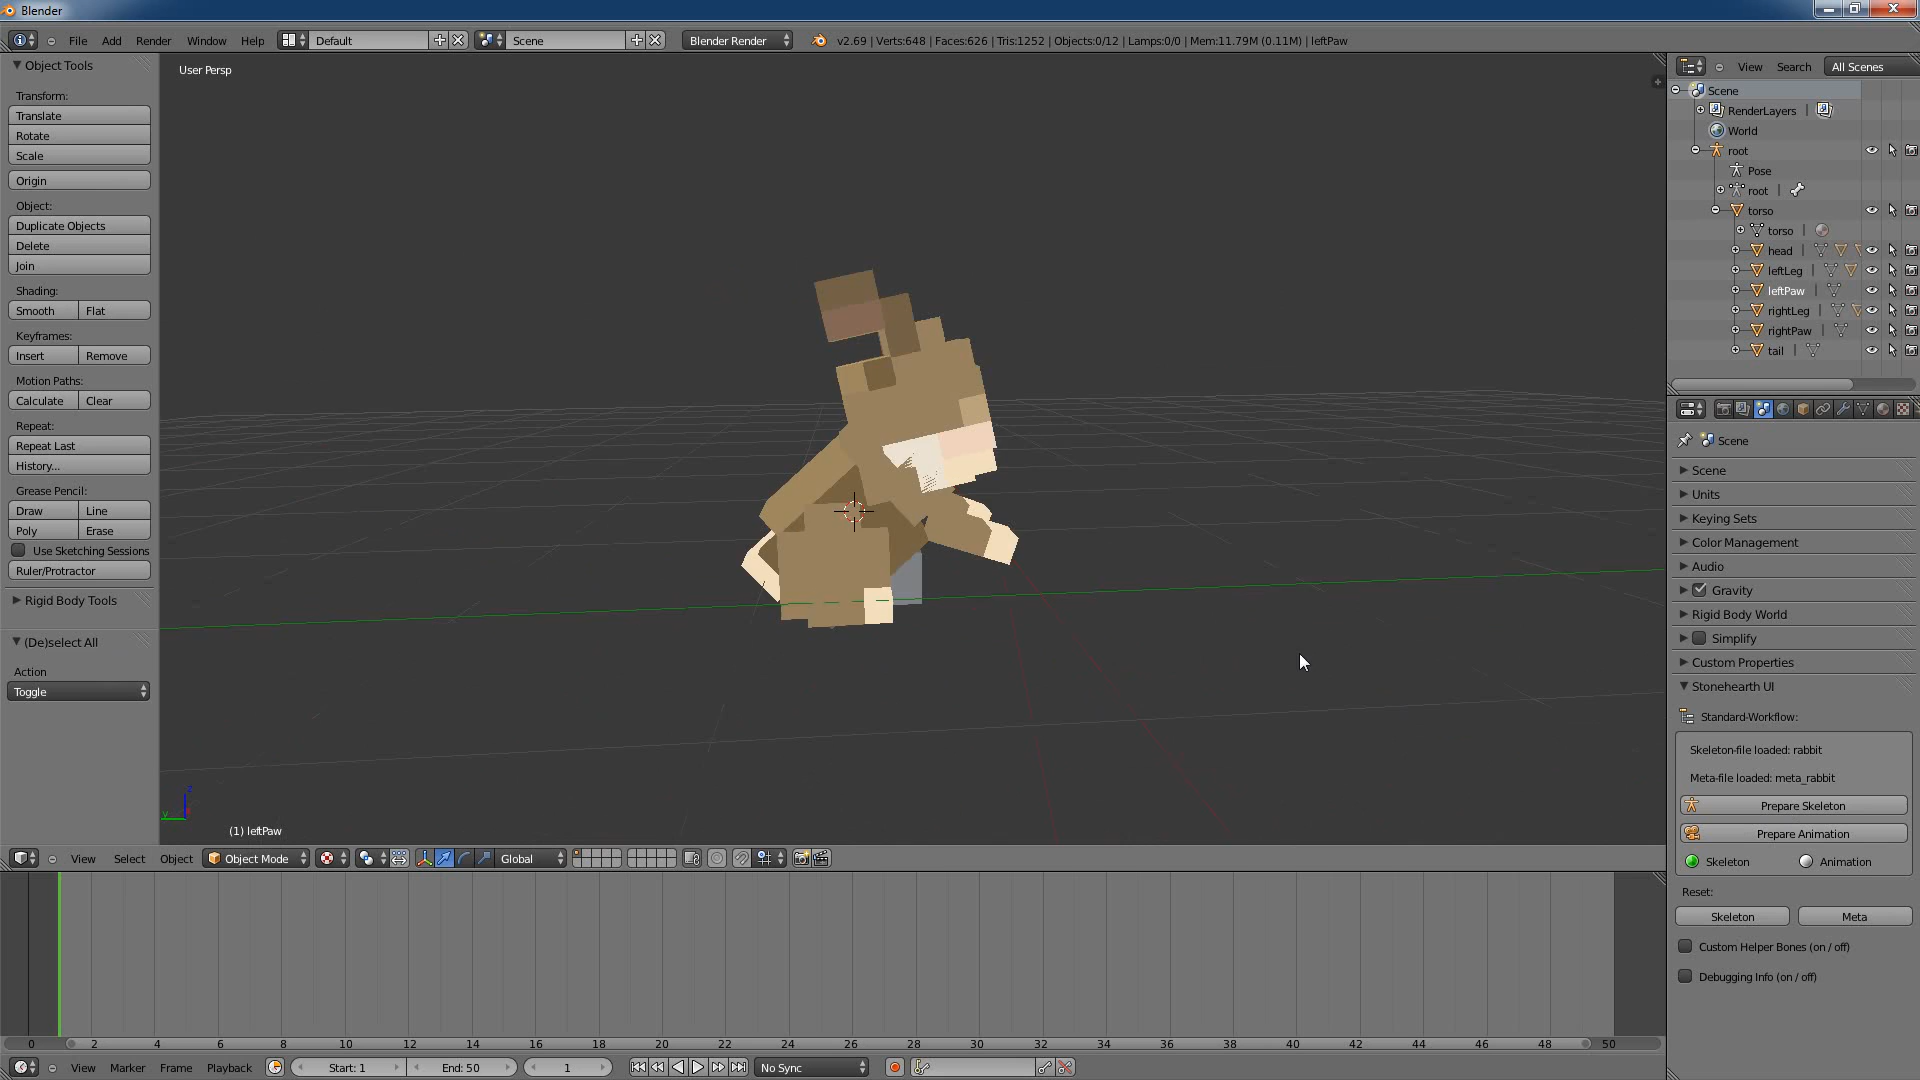 Blender
File Add Render Window Help Default Scene Blender Render v2.69 | Verts:648 | Faces:626 | Tris:1252 | Objects:0/12 | Lamps:0/0 | Mem:11.79M (0.11M) | leftPaw
Object Tools
Transform:
Translate
Rotate
Scale
Origin
Object:
Duplicate Objects
Delete
Join
Shading:
Smooth Flat
Keyframes:
Insert Remove
Motion Paths:
Calculate Clear
Repeat:
Repeat Last
History...
Grease Pencil:
Draw Line
Poly Erase
Use Sketching Sessions
Ruler/Protractor
Rigid Body Tools
(De)select All
Action
Toggle
User Persp
z
y
(1) leftPaw
View Select Object Object Mode Global
View Search All Scenes
Scene
RenderLayers |
World
root
Pose
root |
torso
torso |
head |
leftLeg |
leftPaw |
rightLeg |
rightPaw |
tail |
Scene
Scene
Units
Keying Sets
Color Management
Audio
Gravity
Rigid Body World
Simplify
Custom Properties
Stonehearth UI
Standard-Workflow:
Skeleton-file loaded: rabbit
Meta-file loaded: meta_rabbit
Prepare Skeleton
Prepare Animation
Skeleton Animation
Reset:
Skeleton Meta
Custom Helper Bones (on / off)
Debugging Info (on / off)
0 2 4 6 8 10 12 14 16 18 20 22 24 26 28 30 32 34 36 38 40 42 44 46 48 50
View Marker Frame Playback Start: 1 End: 50 1 No Sync